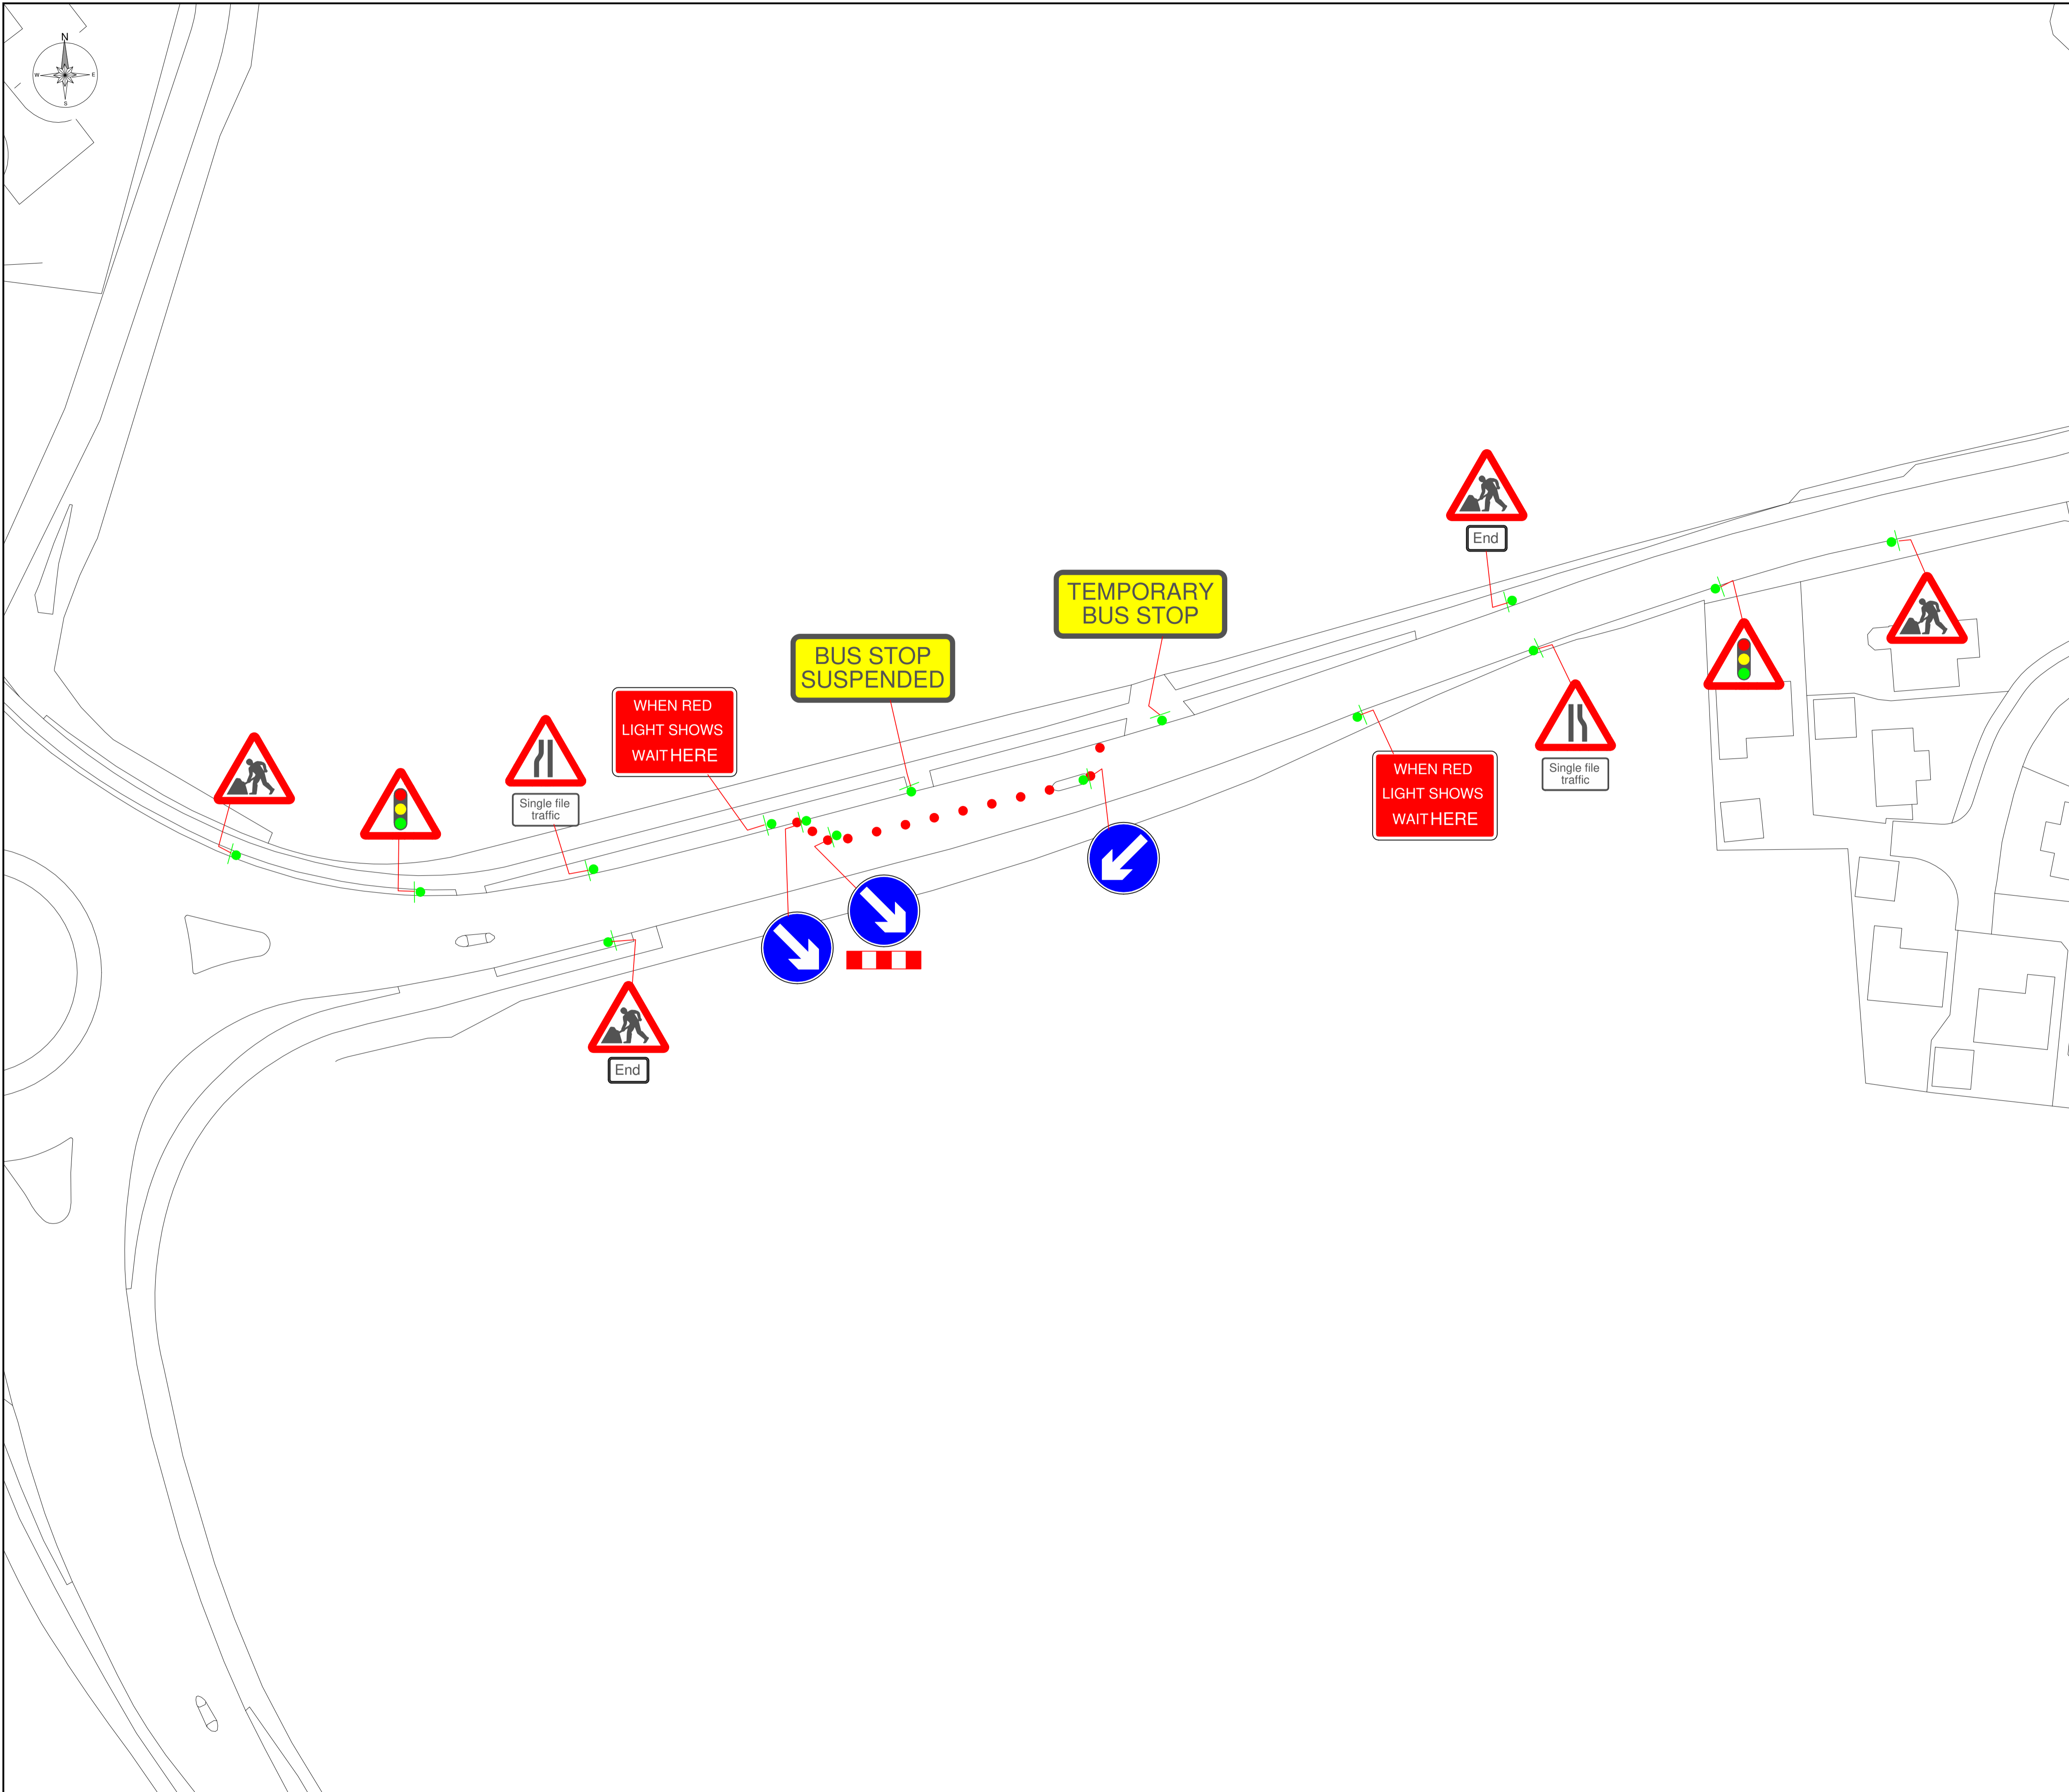 N
W
E
S
End
TEMPORARY
BUS STOP
BUS STOP
SUSPENDED
WHEN RED
LIGHT SHOWS
WAIT HERE
Single file
traffic
WHEN RED
LIGHT SHOWS
WAIT HERE
Single file
traffic
End